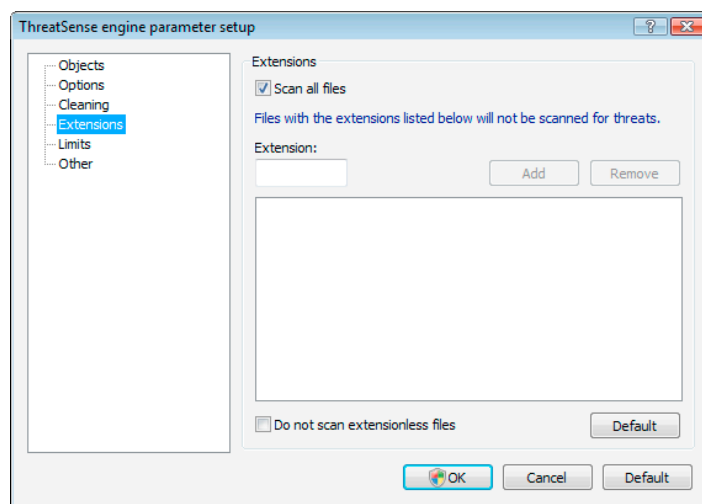 ThreatSense engine parameter setup
Objects
Options
Cleaning
Extensions
Limits
Other
Extensions
Scan all files
Files with the extensions listed below will not be scanned for threats.
Extension:
Add
Remove
Do not scan extensionless files
Default
OK
Cancel
Default